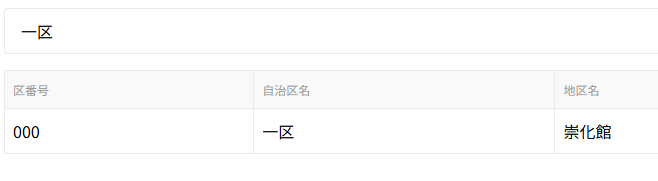 一区
区番号 自治区名 地区名
000 一区 崇化館